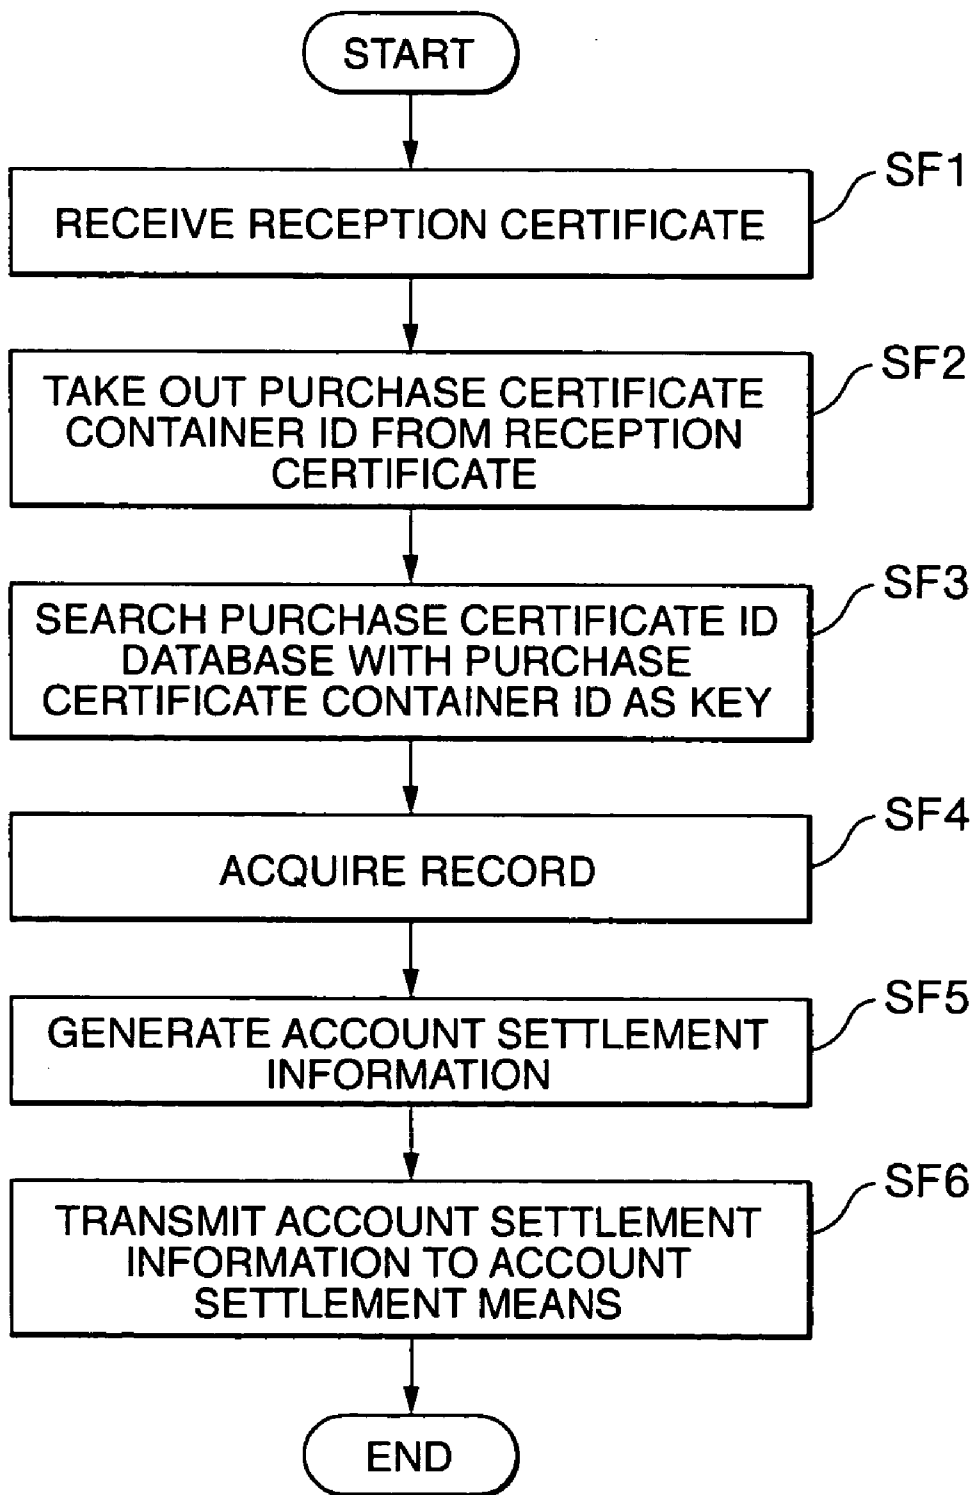 START
SF1
RECEIVE RECEPTION CERTIFICATE
SF2
TAKE OUT PURCHASE CERTIFICATE
CONTAINER ID FROM RECEPTION
CERTIFICATE
SF3
SEARCH PURCHASE CERTIFICATE ID
DATABASE WITH PURCHASE
CERTIFICATE CONTAINER ID AS KEY
SF4
ACQUIRE RECORD
SF5
GENERATE ACCOUNT SETTLEMENT
INFORMATION
SF6
TRANSMIT ACCOUNT SETTLEMENT
INFORMATION TO ACCOUNT
SETTLEMENT MEANS
END